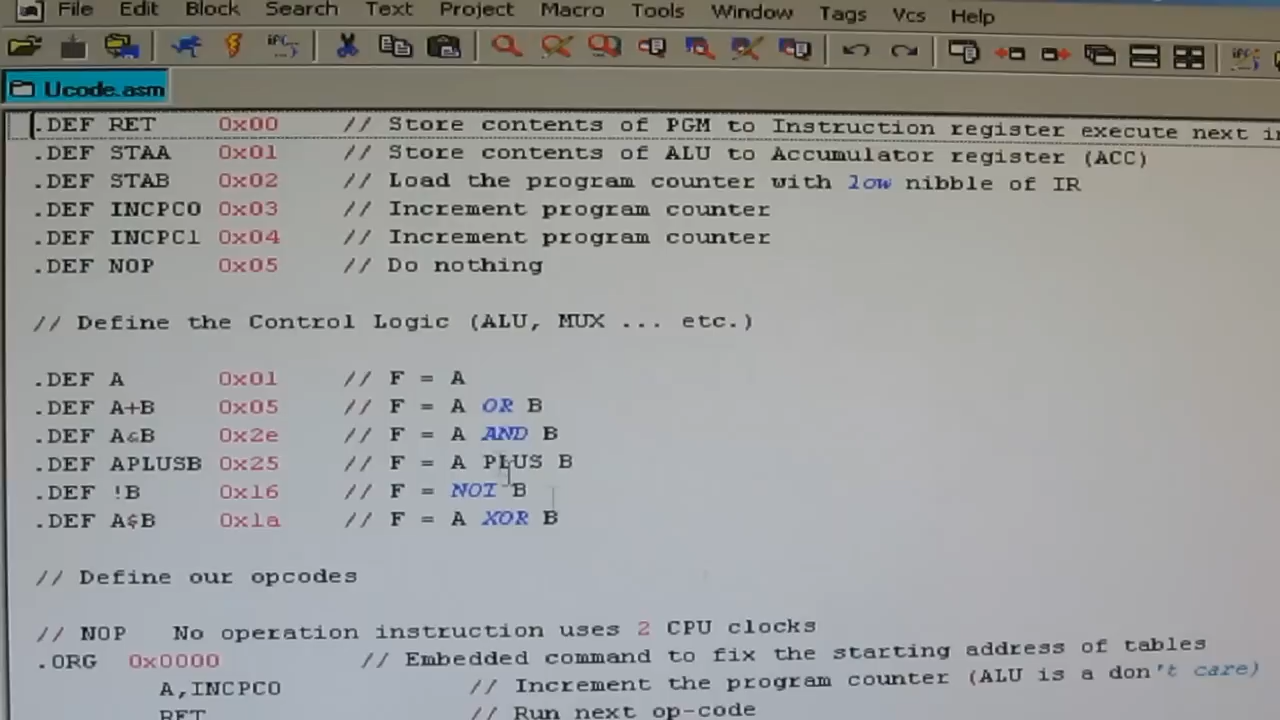 File Edit Block Search Text Project Macro Tools Window Tags Vcs Help
Ucode.asm
.DEF RET 0x00 // Store contents of PGM to Instruction register execute next
.DEF STAA 0x01 // Store contents of ALU to Accumulator register (ACC)
.DEF STAB 0x02 // Load the program counter with low nibble of IR
.DEF INCPC0 0x03 // Increment program counter
.DEF INCPC1 0x04 // Increment program counter
.DEF NOP 0x05 // Do nothing
// Define the Control Logic (ALU, MUX ... etc.)
.DEF A 0x01 // F = A
.DEF A+B 0x05 // F = A OR B
.DEF A&B 0x2e // F = A AND B
.DEF APLUSB 0x25 // F = A PLUS B
.DEF !B 0x16 // F = NOT B
.DEF A$B 0x1a // F = A XOR B
// Define our opcodes
// NOP No operation instruction uses 2 CPU clocks
.ORG 0x0000 // Embedded command to fix the starting address of tables
A,INCPC0 // Increment the program counter (ALU is a don't care)
RET // Run next op-code